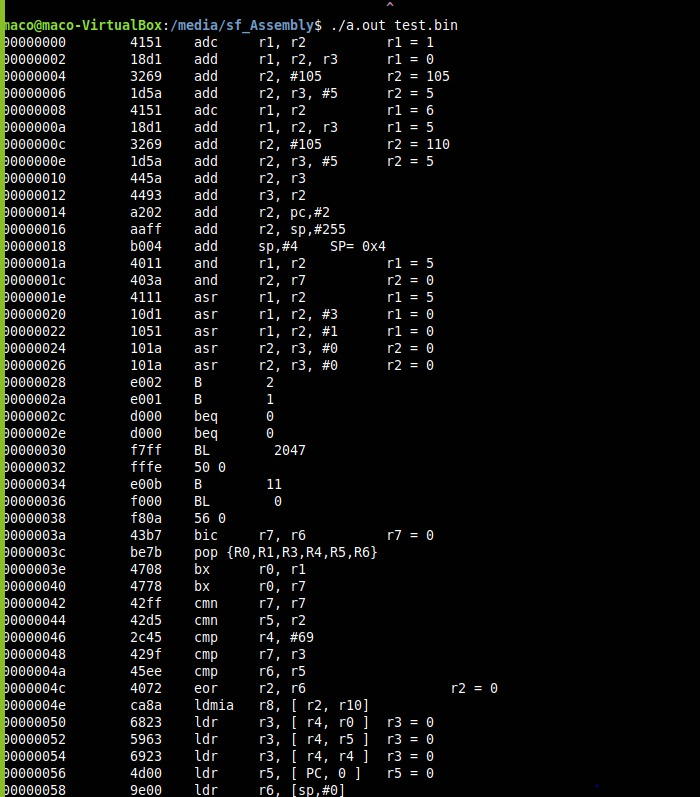 ^
maco@maco-VirtualBox:/media/sf_Assembly$ ./a.out test.bin
00000000 4151 adc r1, r2 r1 = 1
00000002 18d1 add r1, r2, r3 r1 = 0
00000004 3269 add r2, #105 r2 = 105
00000006 1d5a add r2, r3, #5 r2 = 5
00000008 4151 adc r1, r2 r1 = 6
0000000a 18d1 add r1, r2, r3 r1 = 5
0000000c 3269 add r2, #105 r2 = 110
0000000e 1d5a add r2, r3, #5 r2 = 5
00000010 445a add r2, r3
00000012 4493 add r3, r2
00000014 a202 add r2, pc,#2
00000016 aaff add r2, sp,#255
00000018 b004 add sp,#4 SP= 0x4
0000001a 4011 and r1, r2 r1 = 5
0000001c 403a and r2, r7 r2 = 0
0000001e 4111 asr r1, r2 r1 = 5
00000020 10d1 asr r1, r2, #3 r1 = 0
00000022 1051 asr r1, r2, #1 r1 = 0
00000024 101a asr r2, r3, #0 r2 = 0
00000026 101a asr r2, r3, #0 r2 = 0
00000028 e002 B 2
0000002a e001 B 1
0000002c d000 beq 0
0000002e d000 beq 0
00000030 f7ff BL 2047
00000032 fffe 50 0
00000034 e00b B 11
00000036 f000 BL 0
00000038 f80a 56 0
0000003a 43b7 bic r7, r6 r7 = 0
0000003c be7b pop {R0,R1,R3,R4,R5,R6}
0000003e 4708 bx r0, r1
00000040 4778 bx r0, r7
00000042 42ff cmn r7, r7
00000044 42d5 cmn r5, r2
00000046 2c45 cmp r4, #69
00000048 429f cmp r7, r3
0000004a 45ee cmp r6, r5
0000004c 4072 eor r2, r6 r2 = 0
0000004e ca8a ldmia r8, [ r2, r10]
00000050 6823 ldr r3, [ r4, r0 ] r3 = 0
00000052 5963 ldr r3, [ r4, r5 ] r3 = 0
00000054 6923 ldr r3, [ r4, r4 ] r3 = 0
00000056 4d00 ldr r5, [ PC, 0 ] r5 = 0
00000058 9e00 ldr r6, [sp,#0]